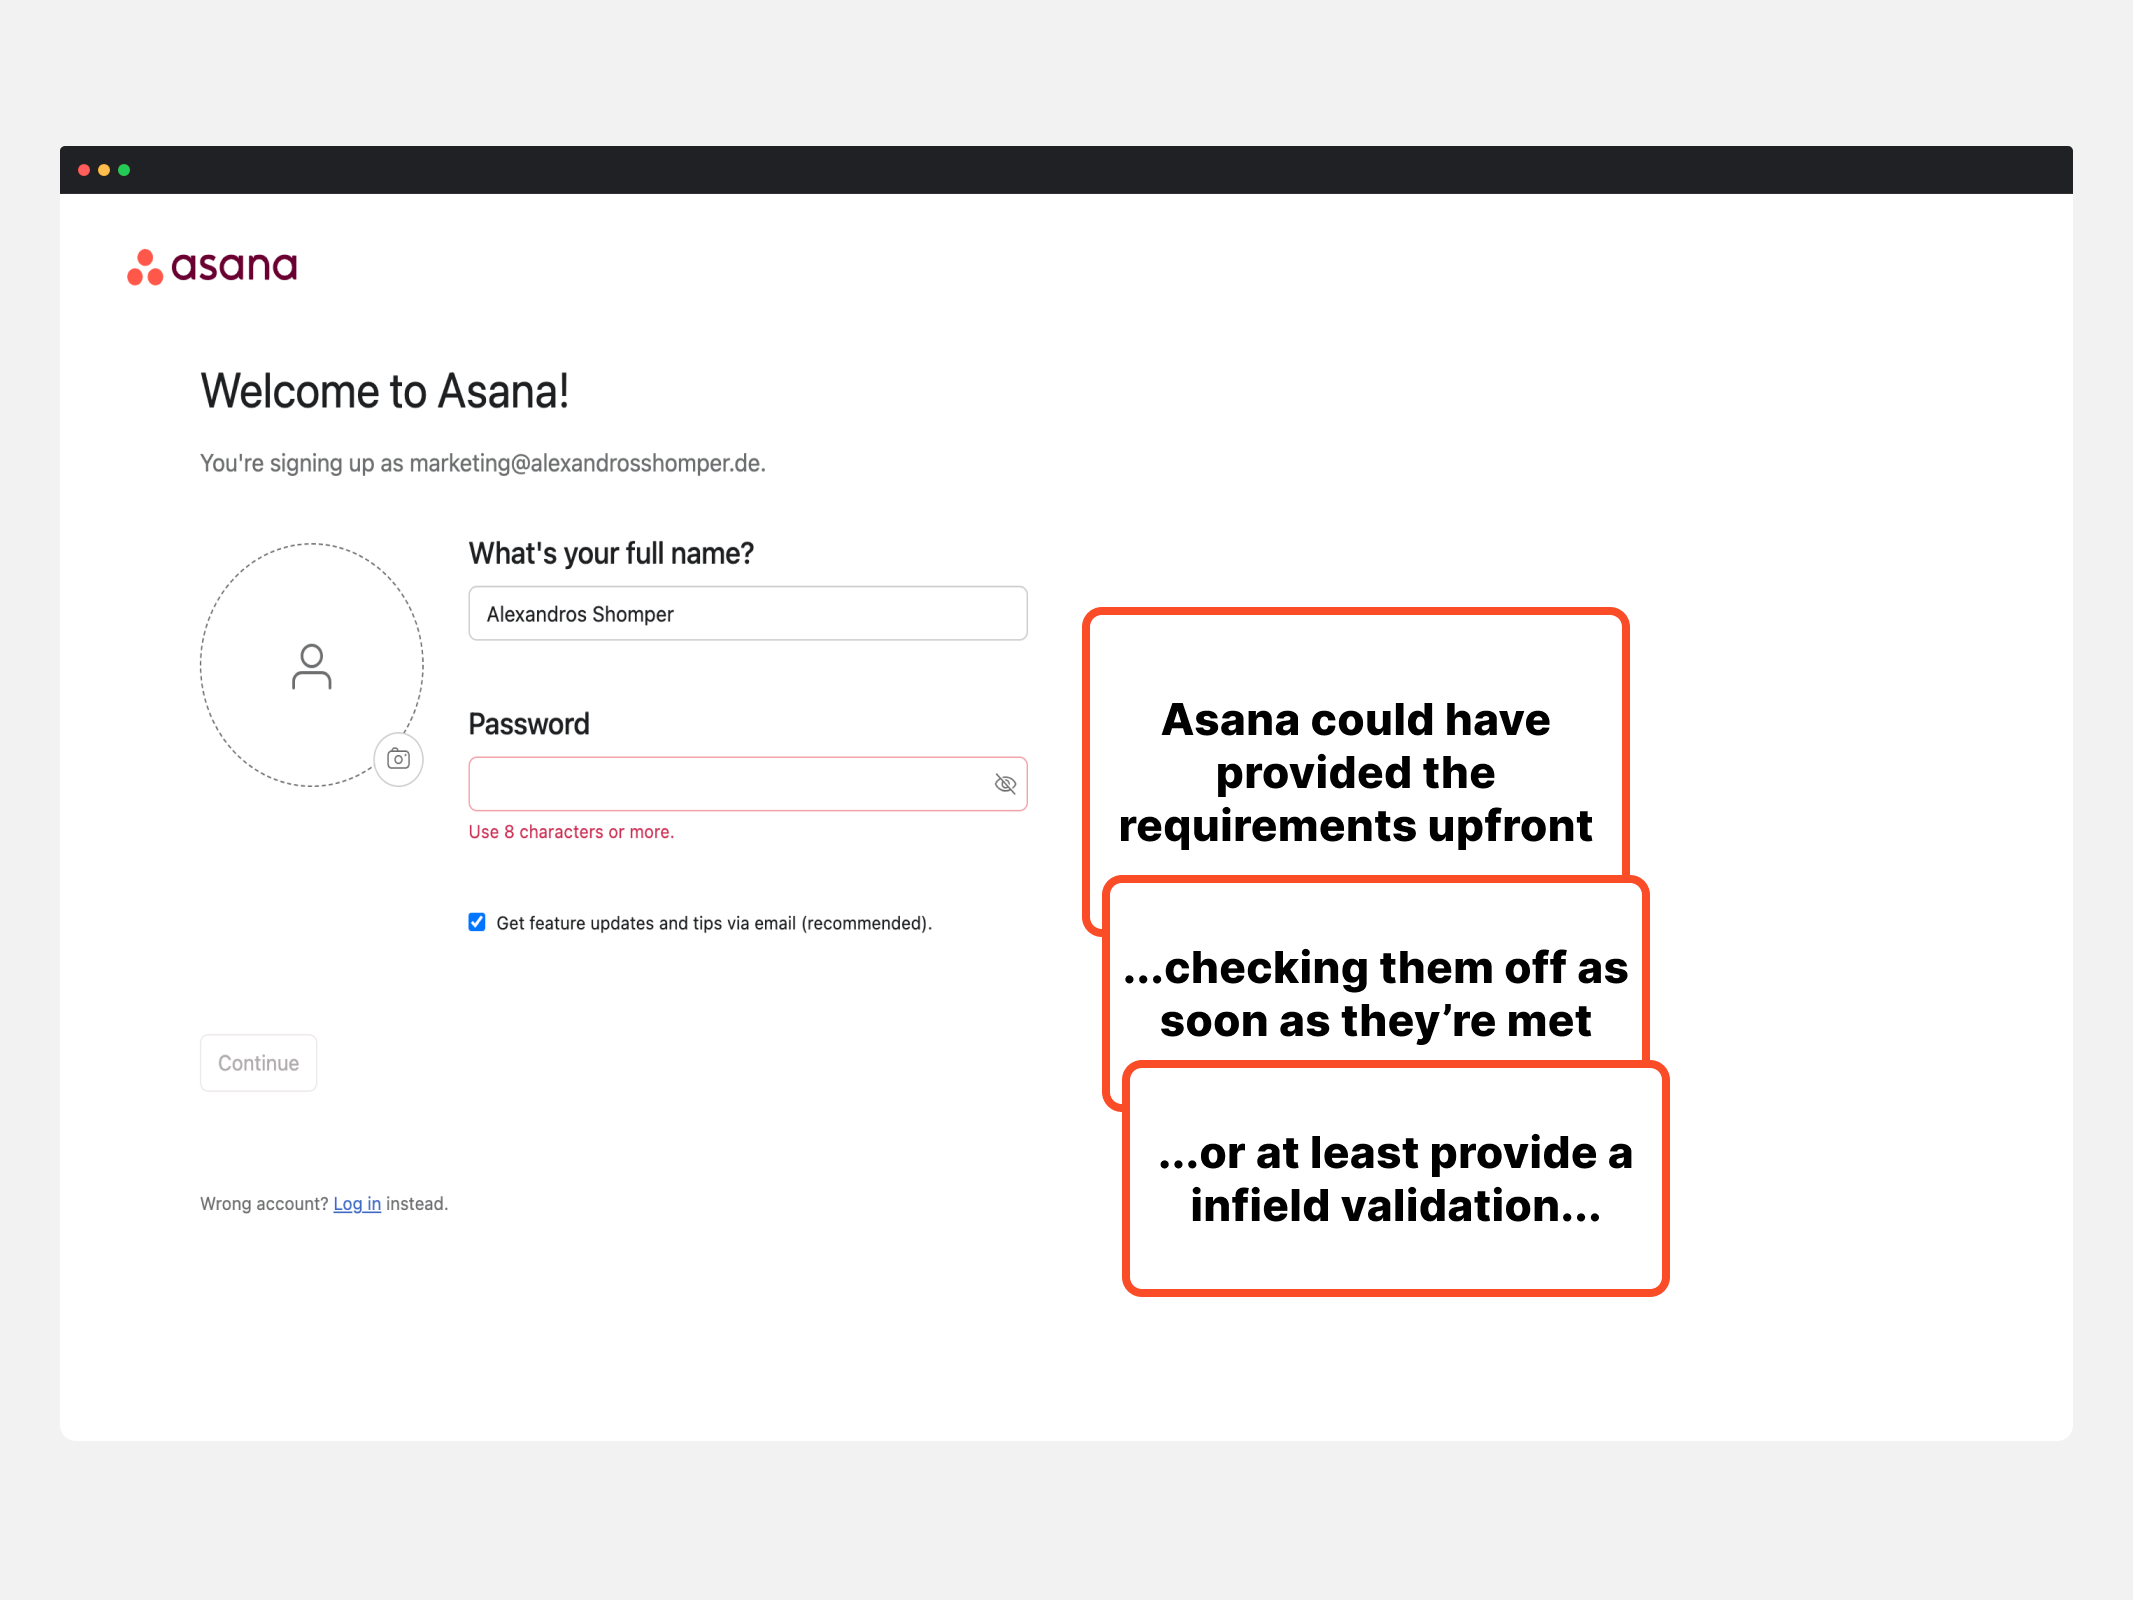 asana
Welcome to Asana!
You're signing up as marketing@alexandrosshomper.de.
What's your full name?
Alexandros Shomper
Password
Use 8 characters or more.
Get feature updates and tips via email (recommended).
Continue
Wrong account? Log in instead.
Asana could have
provided the
requirements upfront
...checking them off as
soon as they’re met
...or at least provide a
infield validation...